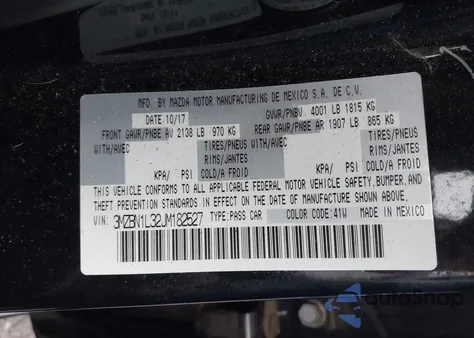 MFD. BY MAZDA MOTOR MANUFACTURING DE MEXICO S.A. DE C.V.
DATE 10/17 GVWR/PNBV 4001 LB 1815 KG
FRONT GAWR/PNBE AV 2138 LB 970 KG REAR GAWR/PNBE AR 1907 LB 865 KG
WITH/AVEC TIRES/PNEU WITH/AVEC TIRES/PNEU
RIMS/JANTES RIMS/JANTES
KPA/ PSI COLD/A FROID KPA/ PSI COLD/A FROID
THIS VEHICLE CONFORMS TO ALL APPLICABLE FEDERAL MOTOR VEHICLE SAFETY, BUMPER, AND
THEFT PREVENTION STANDARDS IN EFFECT ON THE DATE OF MANUFACTURE SHOWN ABOVE.
VIN: 3MZBN1L32JM182527 TYPE:PASS CAR COLOR CODE:41W MADE IN MEXICO
AutoSnap